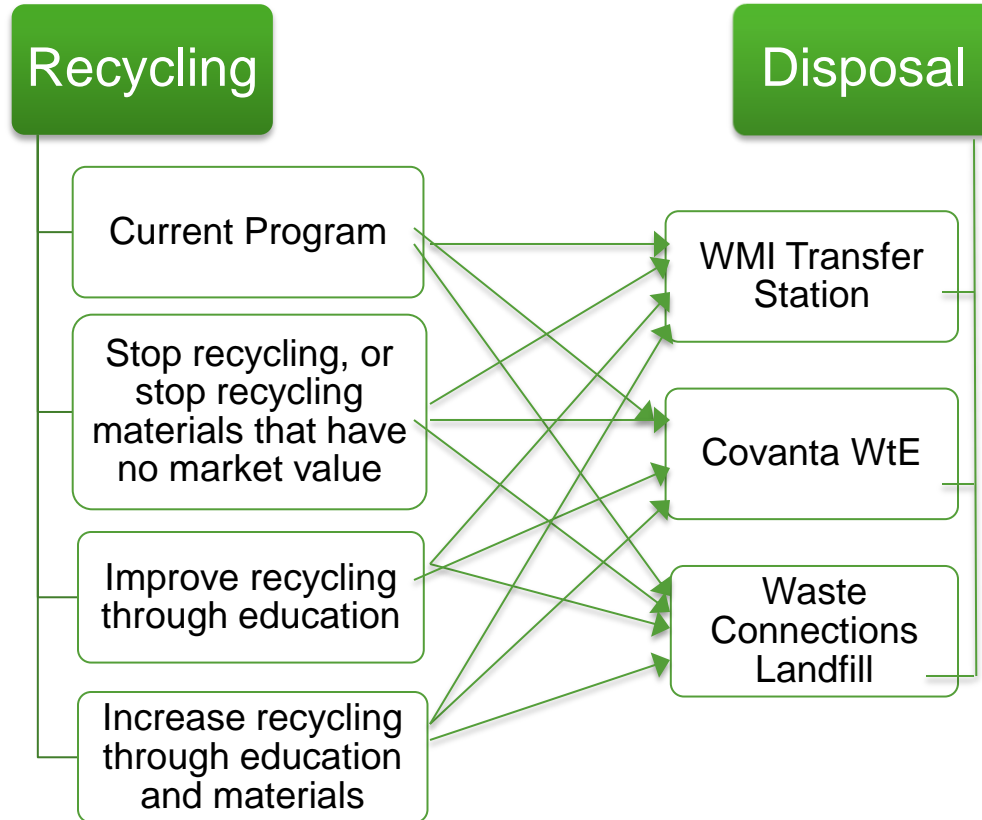 Recycling
Current Program
Stop recycling, or
stop recycling
materials that have
no market value
Improve recycling
through education
Increase recycling
through education
and materials
Disposal
WMI Transfer
Station
Covanta WtE
Waste
Connections
Landfill